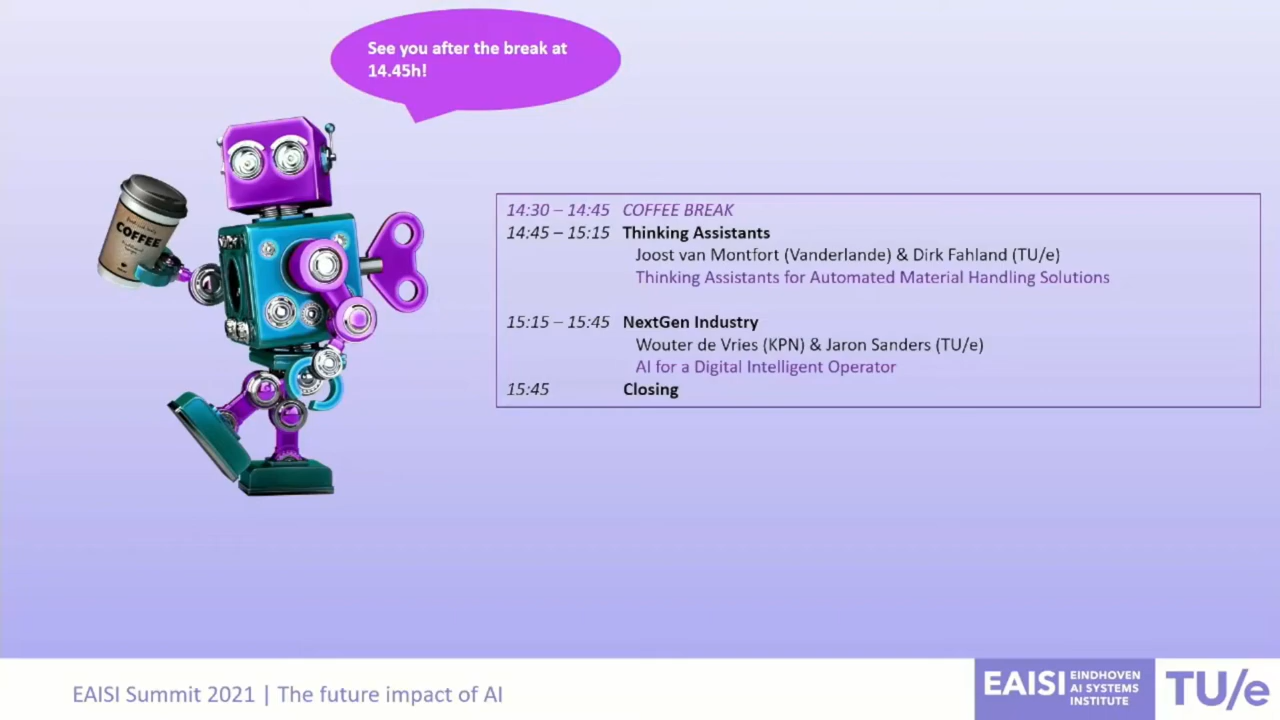 See you after the break at
14.45h!
COFFEE
14:30 – 14:45 COFFEE BREAK
14:45 – 15:15 Thinking Assistants
Joost van Montfort (Vanderlande) & Dirk Fahland (TU/e)
Thinking Assistants for Automated Material Handling Solutions
15:15 – 15:45 NextGen Industry
Wouter de Vries (KPN) & Jaron Sanders (TU/e)
AI for a Digital Intelligent Operator
15:45 Closing
EAISI Summit 2021 | The future impact of AI
EAISI EINDHOVEN
AI SYSTEMS
INSTITUTE
TU/e